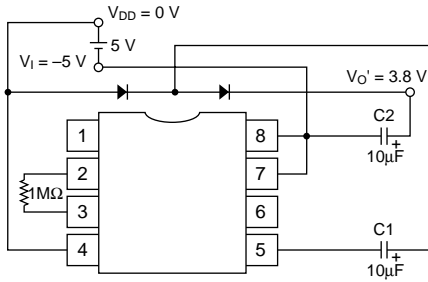 V_DD = 0 V
5 V
V_I = –5 V
V_O' = 3.8 V
1
2
3
4
8
7
6
5
1MΩ
C2
+
10µF
C1
+
10µF